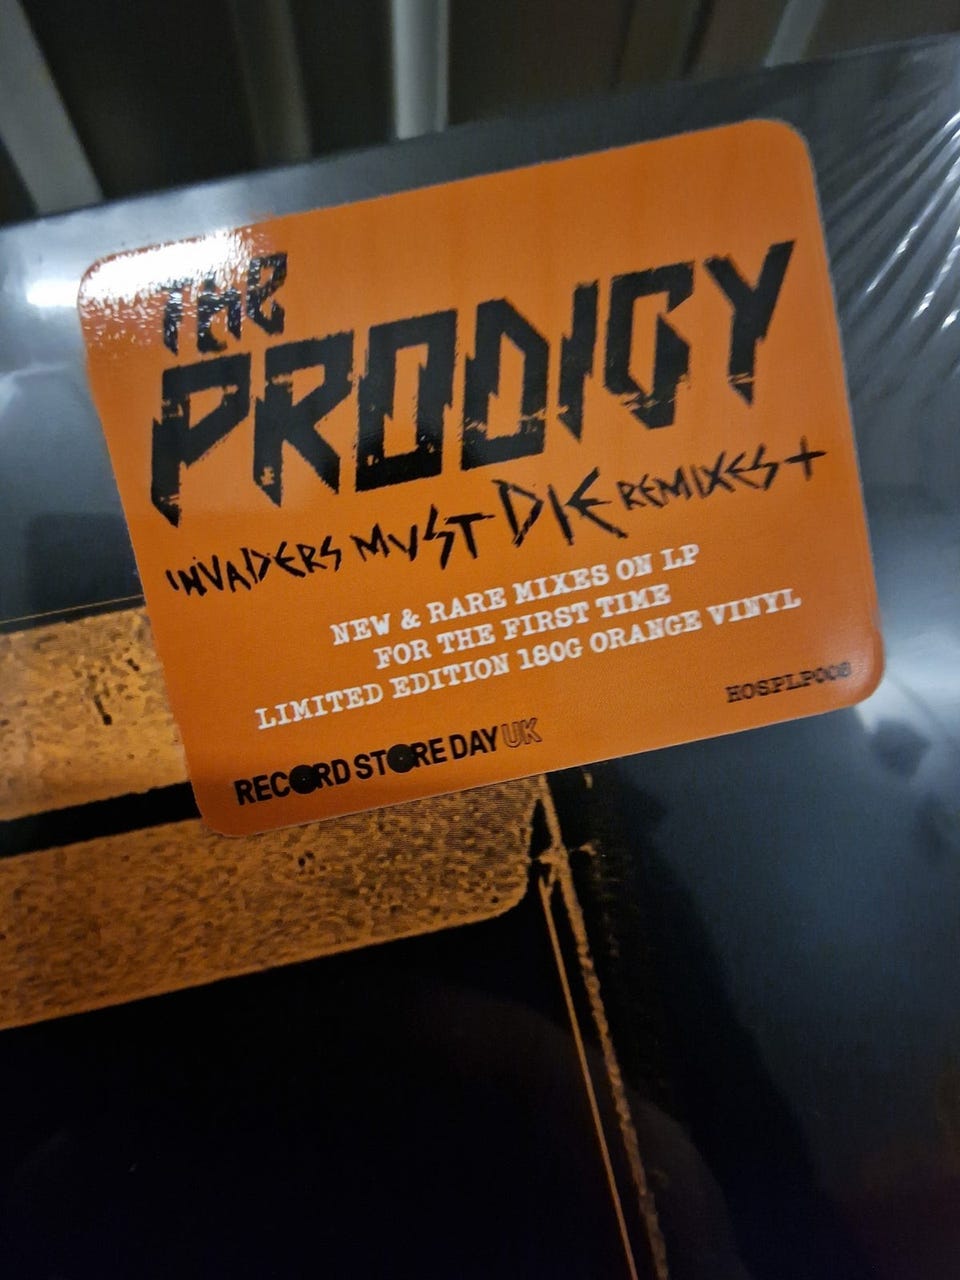 THE
PRODIGY
INVADERS MUST DIE REMIXES +
NEW & RARE MIXES ON LP
FOR THE FIRST TIME
LIMITED EDITION 180G ORANGE VINYL
HOSPLP008
RECORD STORE DAY UK